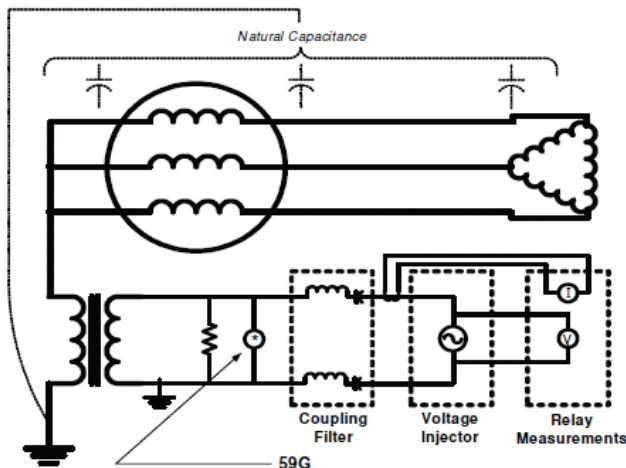 Natural Capacitance
*
I
V
Coupling
Filter
Voltage
Injector
Relay
Measurements
59G